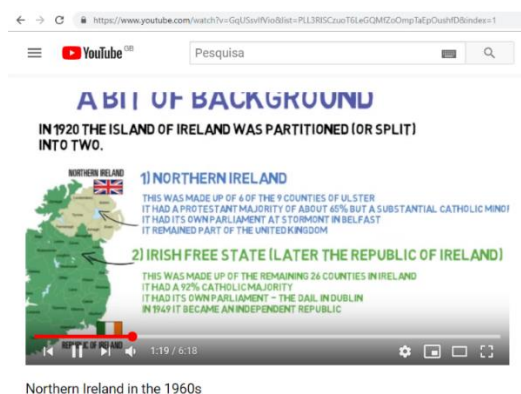 https://www.youtube.com/watch?v=GqUSsvIfVio&list=PLL3RISCzuoT6LeGQMfZoOmpTaEpOushfD&index=1
YouTube GB
Pesquisa
A BIT OF BACKGROUND
IN 1920 THE ISLAND OF IRELAND WAS PARTITIONED (OR SPLIT)
INTO TWO.
NORTHERN IRELAND
1) NORTHERN IRELAND
THIS WAS MADE UP OF 6 OF THE 9 COUNTIES OF ULSTER
IT HAD A PROTESTANT MAJORITY OF ABOUT 65% BUT A SUBSTANTIAL CATHOLIC MINOR
IT HAD ITS OWN PARLIAMENT AT STORMONT IN BELFAST
IT REMAINED PART OF THE UNITED KINGDOM
2) IRISH FREE STATE (LATER THE REPUBLIC OF IRELAND)
THIS WAS MADE UP OF THE REMAINING 26 COUNTIES IN IRELAND
IT HAD A 92% CATHOLIC MAJORITY
IT HAD ITS OWN PARLIAMENT - THE DAIL IN DUBLIN
IN 1949 IT BECAME AN INDEPENDENT REPUBLIC
REPUBLIC OF IRELAND
1:19 / 6:18
Northern Ireland in the 1960s